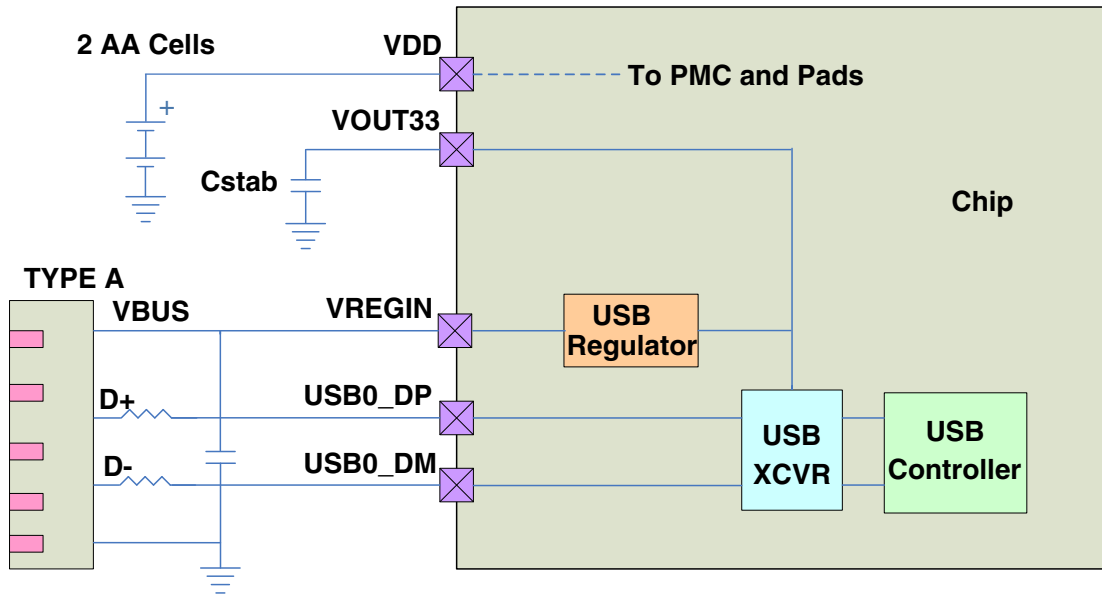 2 AA Cells
VDD
To PMC and Pads
+
VOUT33
Cstab
Chip
TYPE A
VBUS
VREGIN
USB
Regulator
D+
USB0_DP
D-
USB0_DM
USB
XCVR
USB
Controller